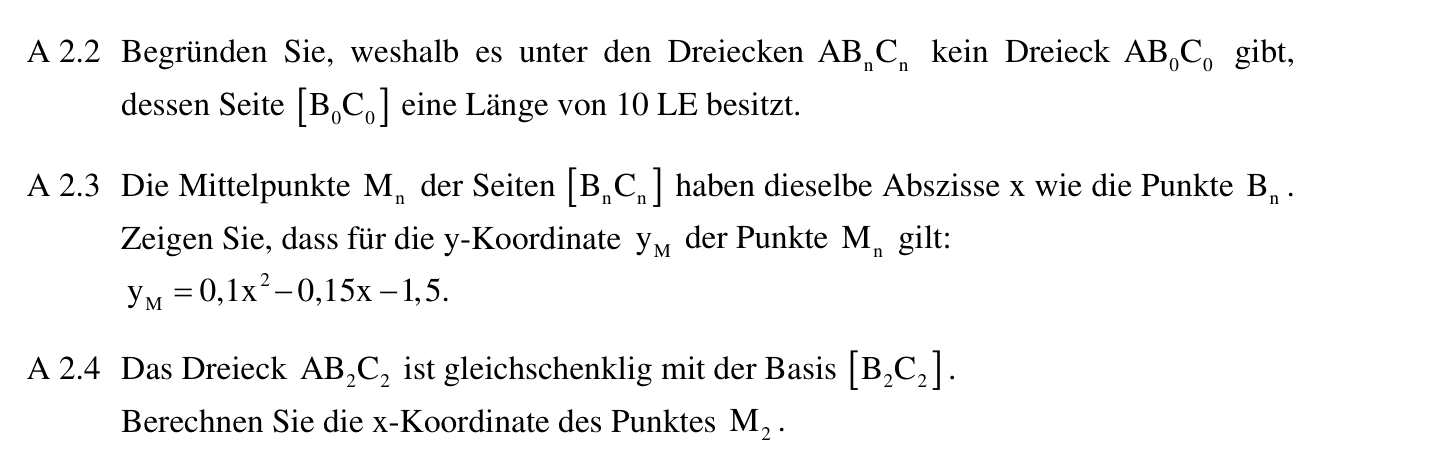 A 2.2 Begründen Sie, weshalb es unter den Dreiecken ABₙCₙ kein Dreieck AB₀C₀ gibt,
dessen Seite [B₀C₀] eine Länge von 10 LE besitzt.
A 2.3 Die Mittelpunkte Mₙ der Seiten [BₙCₙ] haben dieselbe Abszisse x wie die Punkte Bₙ.
Zeigen Sie, dass für die y-Koordinate y_M der Punkte Mₙ gilt:
y_M = 0,1x² − 0,15x − 1,5.
A 2.4 Das Dreieck AB₂C₂ ist gleichschenklig mit der Basis [B₂C₂].
Berechnen Sie die x-Koordinate des Punktes M₂.